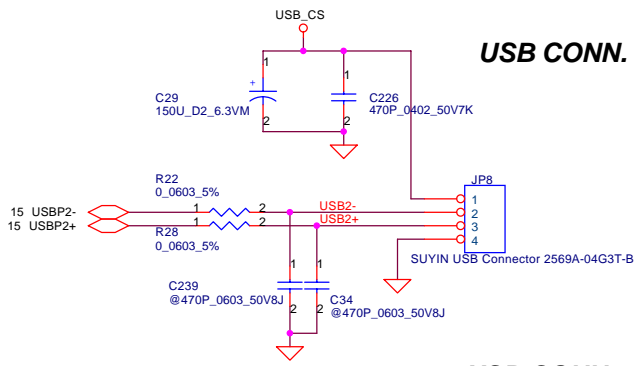 USB_CS
USB CONN.
1
1
+
C29
150U_D2_6.3VM
C226
470P_0402_50V7K
2
2
JP8
R22
0_0603_5%
1
15 USBP2-
1
2
USB2-
2
15 USBP2+
1
2
USB2+
3
R28
0_0603_5%
4
SUYIN USB Connector 2569A-04G3T-B
1
1
C239
@470P_0603_50V8J
C34
@470P_0603_50V8J
2
2